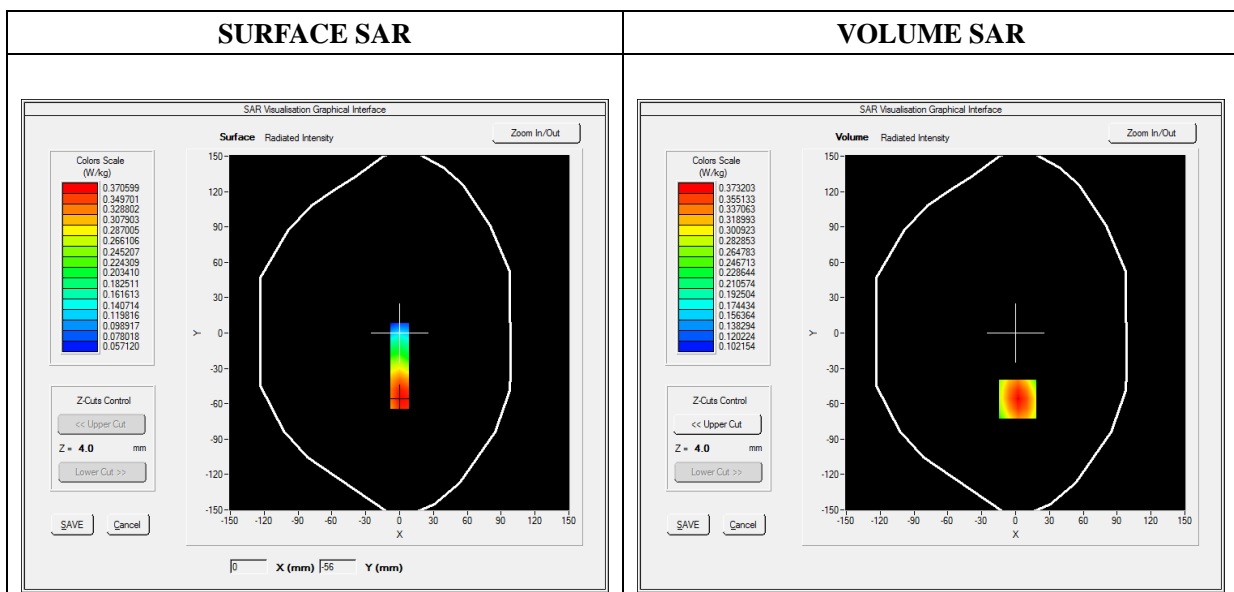 SURFACE SAR
VOLUME SAR
SAR Visualisation Graphical Interface
Surface Radiated Intensity
Zoom In/Out
Colors Scale
(W/kg)
0.370599
0.349701
0.328802
0.307903
0.287005
0.266106
0.245207
0.224309
0.203410
0.182511
0.161613
0.140714
0.119816
0.098917
0.078018
0.057120
150
120
90
60
30
0
-30
-60
-90
-120
-150
Y
-150 -120 -90 -60 -30 0 30 60 90 120 150
X
Z-Cuts Control
<< Upper Cut
Z = 4.0 mm
Lower Cut >>
SAVE Cancel
0 X (mm) -56 Y (mm)
SAR Visualisation Graphical Interface
Volume Radiated Intensity
Zoom In/Out
Colors Scale
(W/kg)
0.373203
0.355133
0.337063
0.318993
0.300923
0.282853
0.264783
0.246713
0.228644
0.210574
0.192504
0.174434
0.156364
0.138294
0.120224
0.102154
150
120
90
60
30
0
-30
-60
-90
-120
-150
Y
-150 -120 -90 -60 -30 0 30 60 90 120 150
X
Z-Cuts Control
<< Upper Cut
Z = 4.0 mm
Lower Cut >>
SAVE Cancel